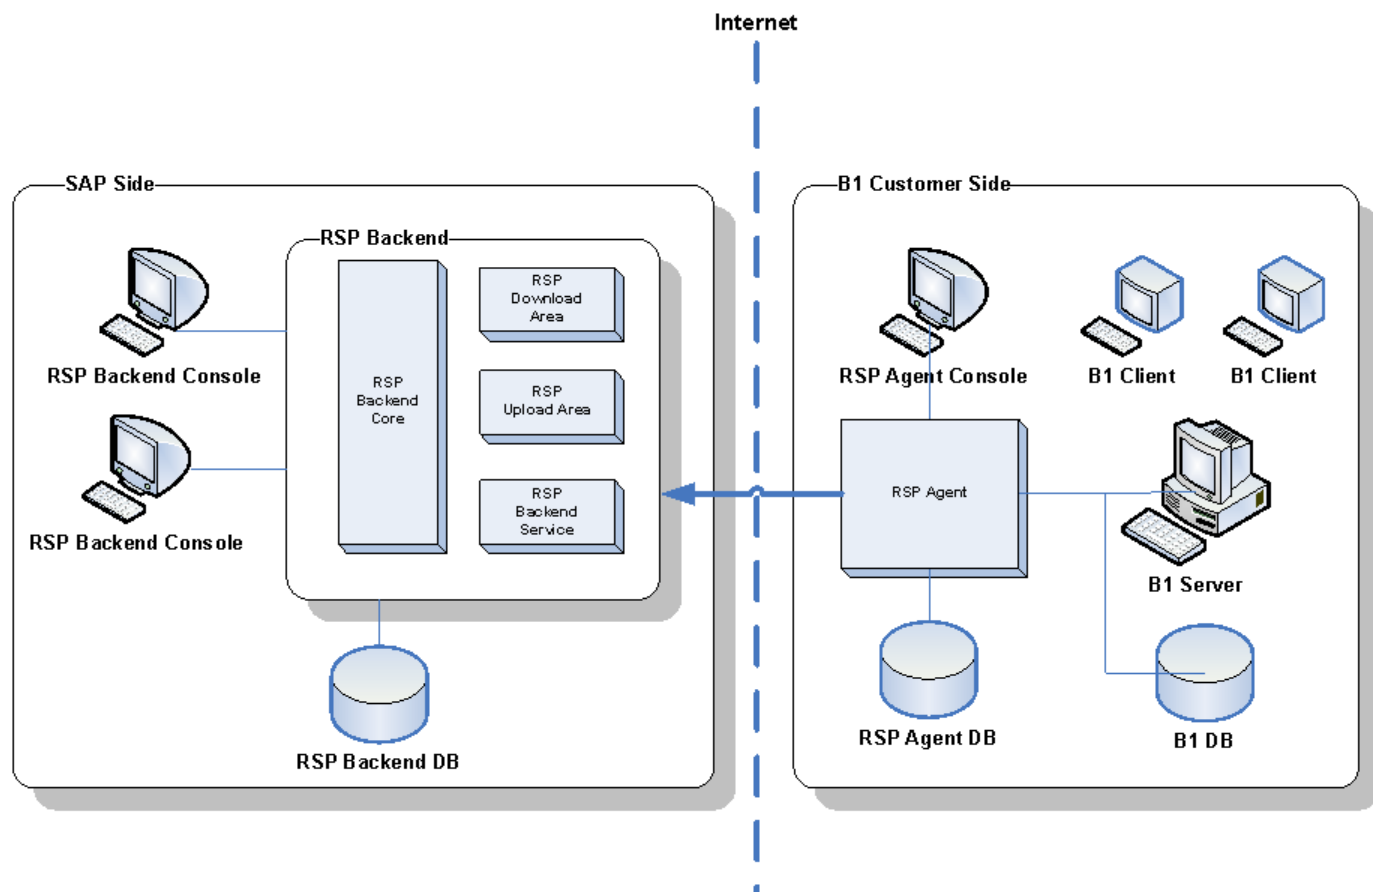 Internet
SAP Side
B1 Customer Side
RSP Backend
RSP Backend Console
RSP Backend Console
RSP
Backend
Core
RSP
Download
Area
RSP
Upload Area
RSP
Backend
Service
RSP Backend DB
RSP Agent Console
B1 Client
B1 Client
RSP Agent
B1 Server
RSP Agent DB
B1 DB